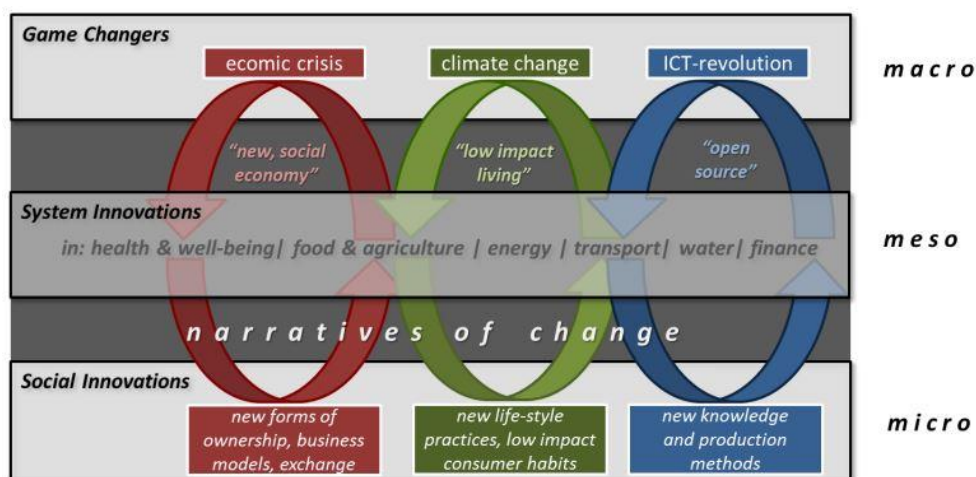 Game Changers
ecomic crisis
climate change
ICT-revolution
macro
"new, social
economy"
"low impact
living"
"open
source"
System Innovations
in: health & well-being| food & agriculture | energy | transport| water| finance
meso
narratives of change
Social Innovations
new forms of
ownership, business
models, exchange
new life-style
practices, low impact
consumer habits
new knowledge
and production
methods
micro